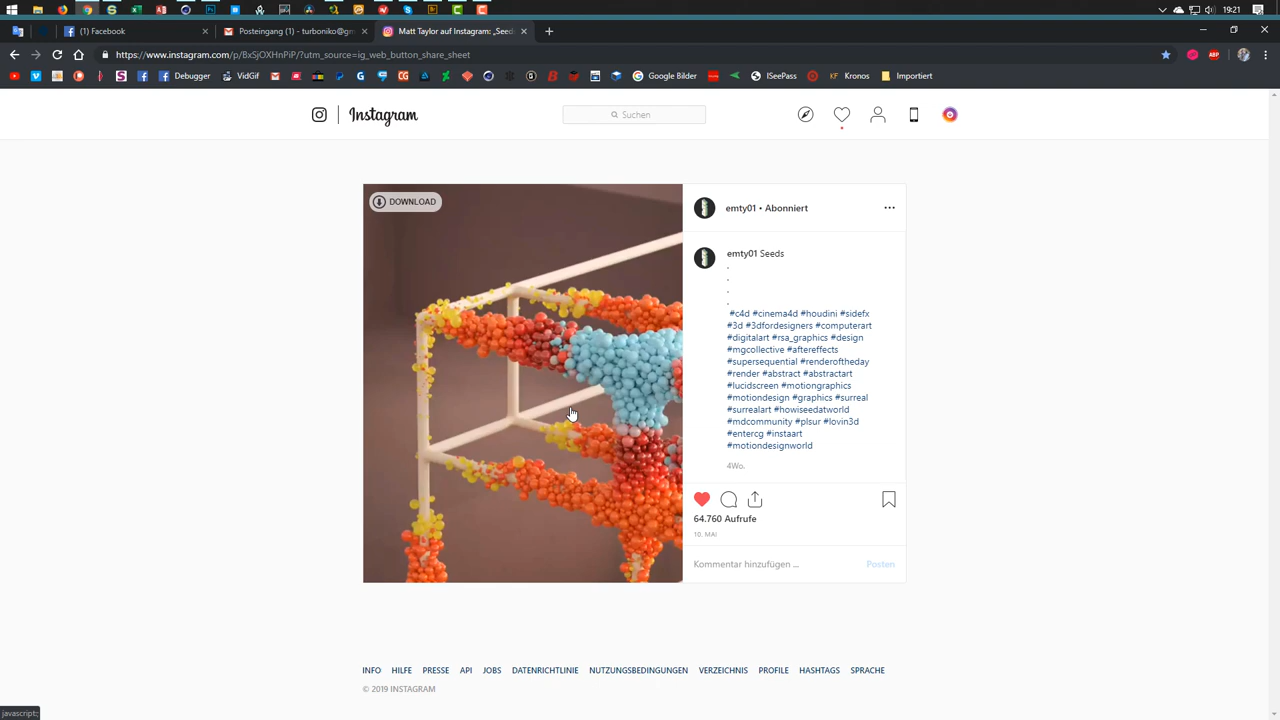 19:21
(1) Facebook
Posteingang (1) - turboniko@gm
Matt Taylor auf Instagram: „Seed
https://www.instagram.com/p/BxSjOXHnPiP/?utm_source=ig_web_button_share_sheet
Debugger
VidGif
Google Bilder
ISeePass
Kronos
Importiert
Instagram
Suchen
DOWNLOAD
emty01 • Abonniert
emty01 Seeds
.
.
.
.
#c4d #cinema4d #houdini #sidefx
#3d #3dfordesigners #computerart
#digitalart #rsa_graphics #design
#mgcollective #aftereffects
#supersequential #renderoftheday
#render #abstract #abstractart
#lucidscreen #motiongraphics
#motiondesign #graphics #surreal
#surrealart #howiseedatworld
#mdcommunity #plsur #lovin3d
#entercg #instaart
#motiondesignworld
4Wo.
64.760 Aufrufe
10. MAI
Kommentar hinzufügen ...
Posten
INFO HILFE PRESSE API JOBS DATENRICHTLINIE NUTZUNGSBEDINGUNGEN VERZEICHNIS PROFILE HASHTAGS SPRACHE
© 2019 INSTAGRAM
javascript:;